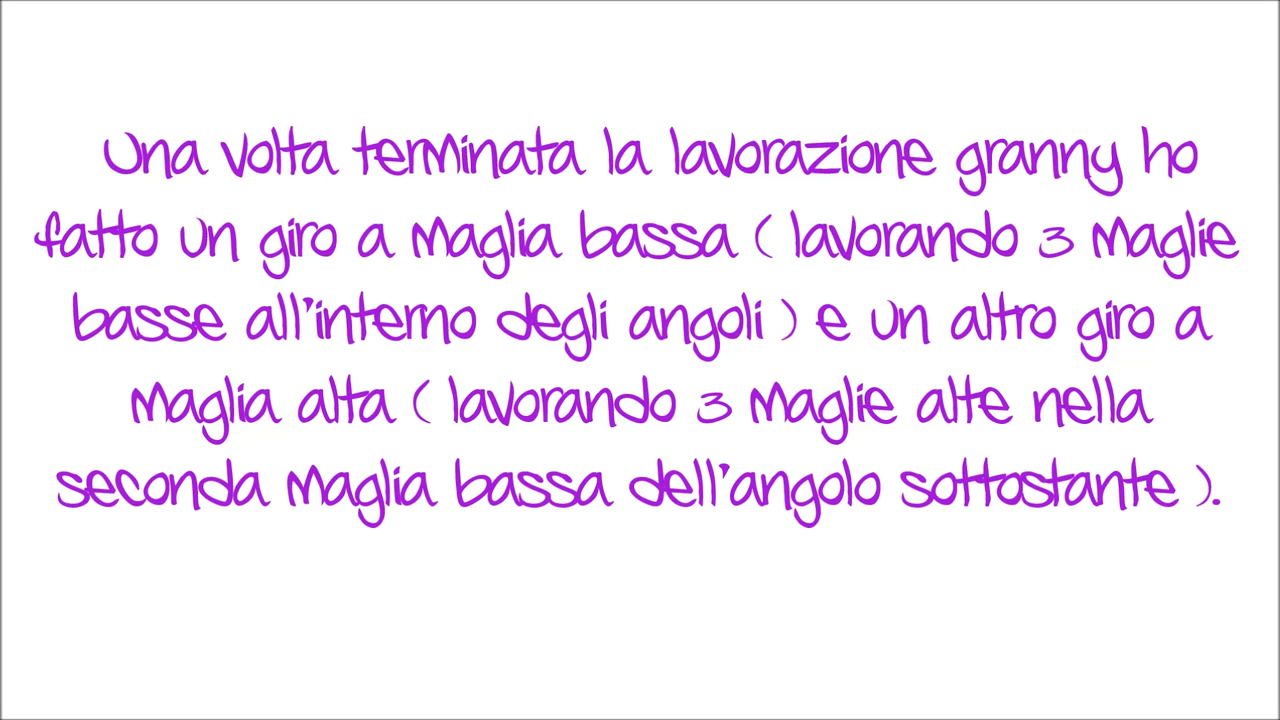 Una volta terminata la lavorazione granny ho
fatto un giro a maglia bassa ( lavorando 3 maglie
basse all'interno degli angoli ) e un altro giro a
maglia alta ( lavorando 3 maglie alte nella
seconda maglia bassa dell'angolo sottostante ).